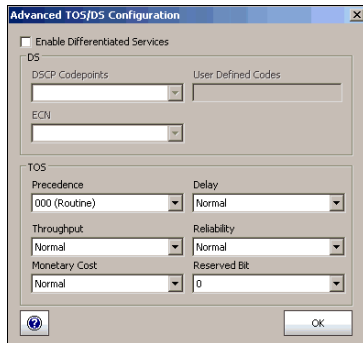 Advanced TOS/DS Configuration
Enable Differentiated Services
DS
DSCP Codepoints User Defined Codes
ECN
TOS
Precedence Delay
000 (Routine) Normal
Throughput Reliability
Normal Normal
Monetary Cost Reserved Bit
Normal 0
OK